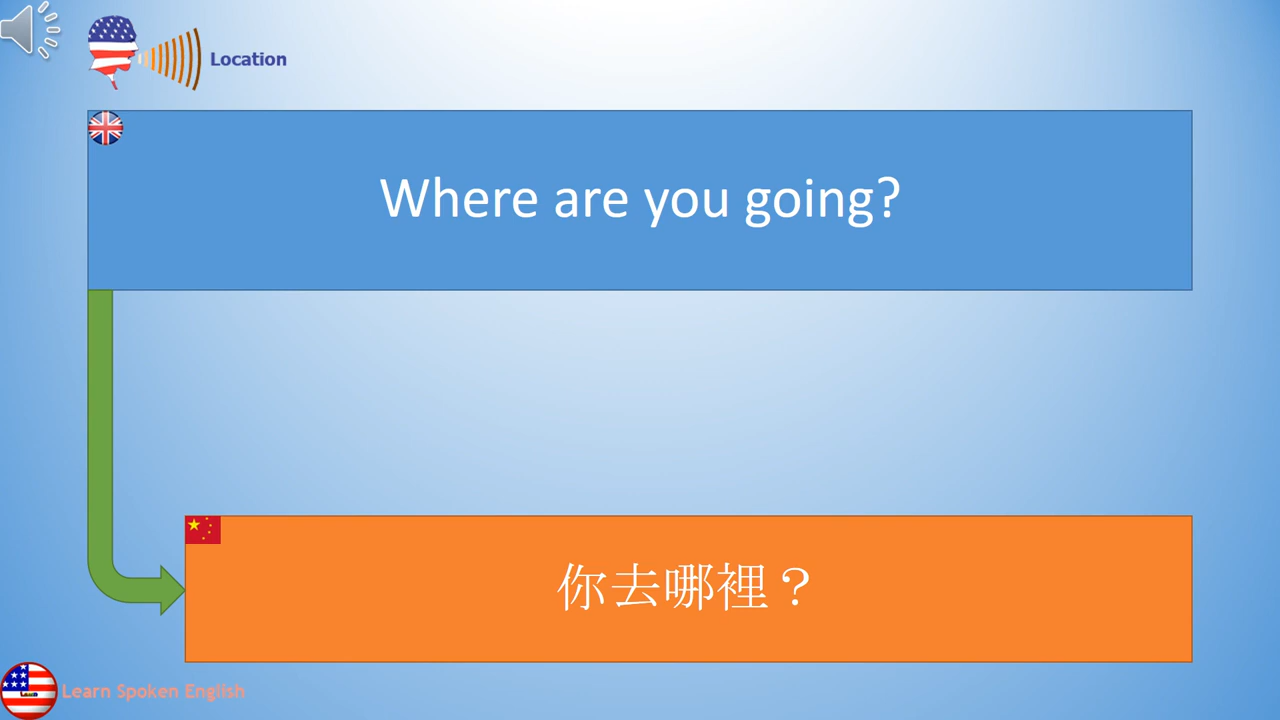 Location
Where are you going?
你去哪裡？
Learn Spoken English